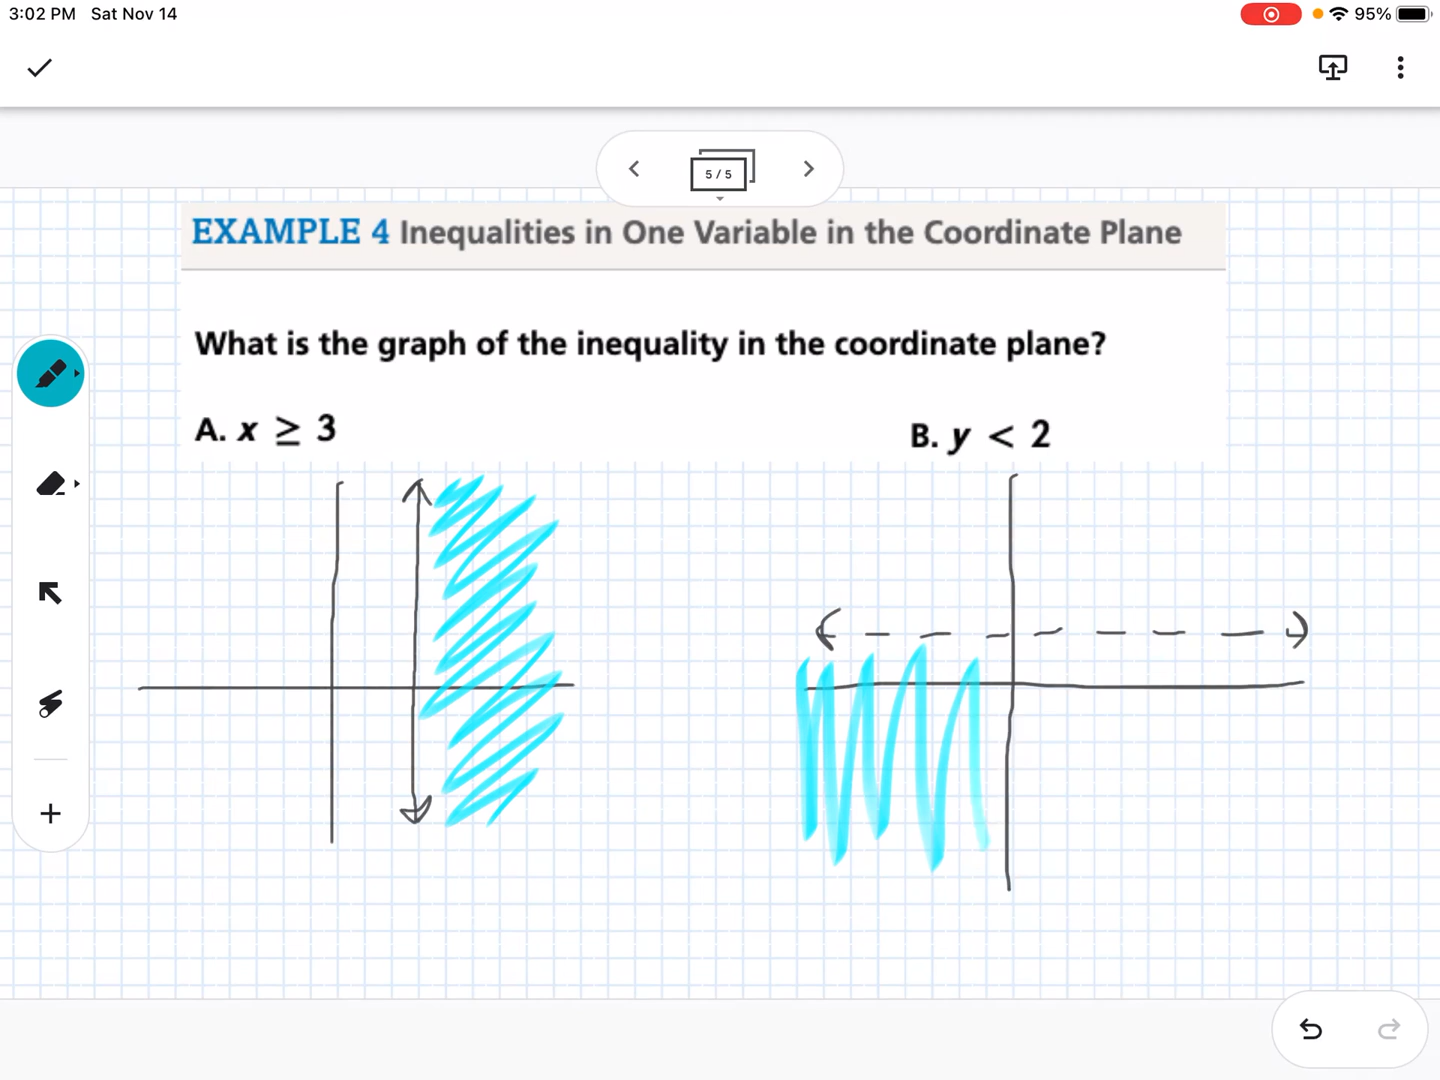 3:02 PM Sat Nov 14
95%
5 / 5
EXAMPLE 4 Inequalities in One Variable in the Coordinate Plane
What is the graph of the inequality in the coordinate plane?
A. x ≥ 3
B. y < 2